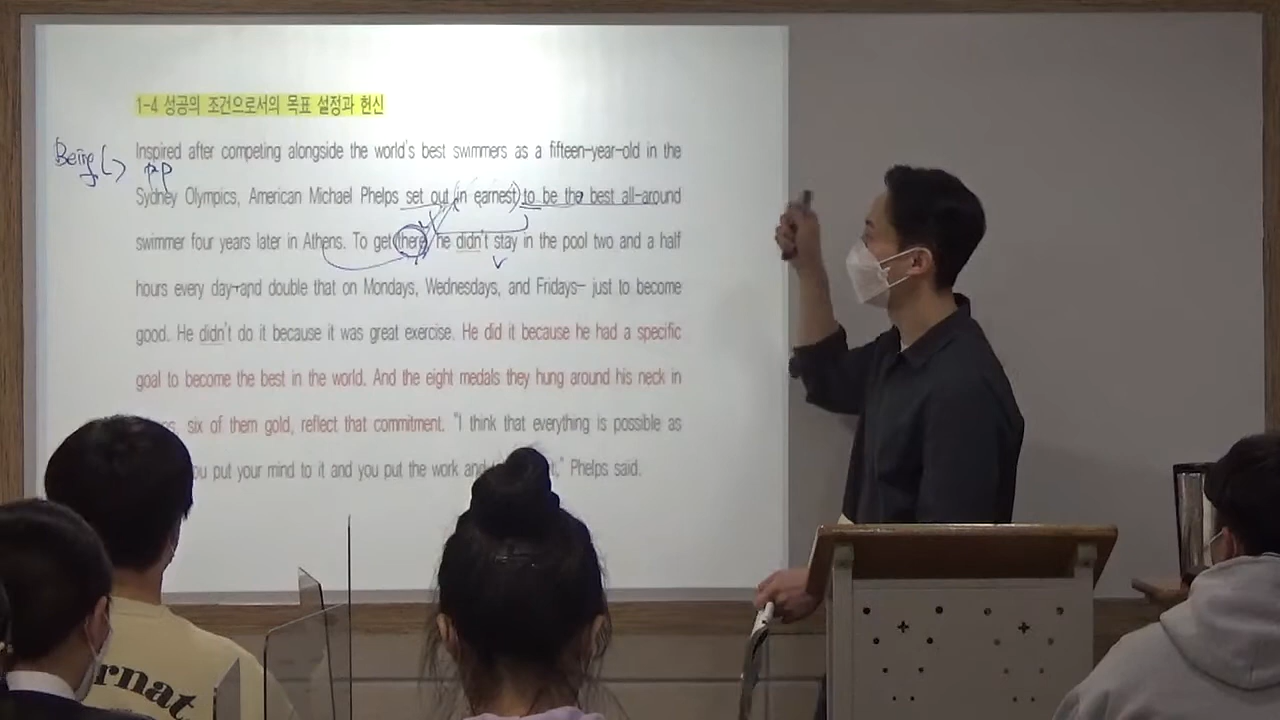 1-4 성공의 조건으로서의 목표 설정과 헌신
Being
Inspired after competing alongside the world's best swimmers as a fifteen-year-old in the
pp
Sydney Olympics, American Michael Phelps set out (in earnest) to be the best all-around
swimmer four years later in Athens. To get there he didn't stay in the pool two and a half
hours every day—and double that on Mondays, Wednesdays, and Fridays— just to become
good. He didn't do it because it was great exercise. He did it because he had a specific
goal to become the best in the world. And the eight medals they hung around his neck in
six of them gold, reflect that commitment. "I think that everything is possible as
put your mind to it and you put the work and Phelps said.
rnat